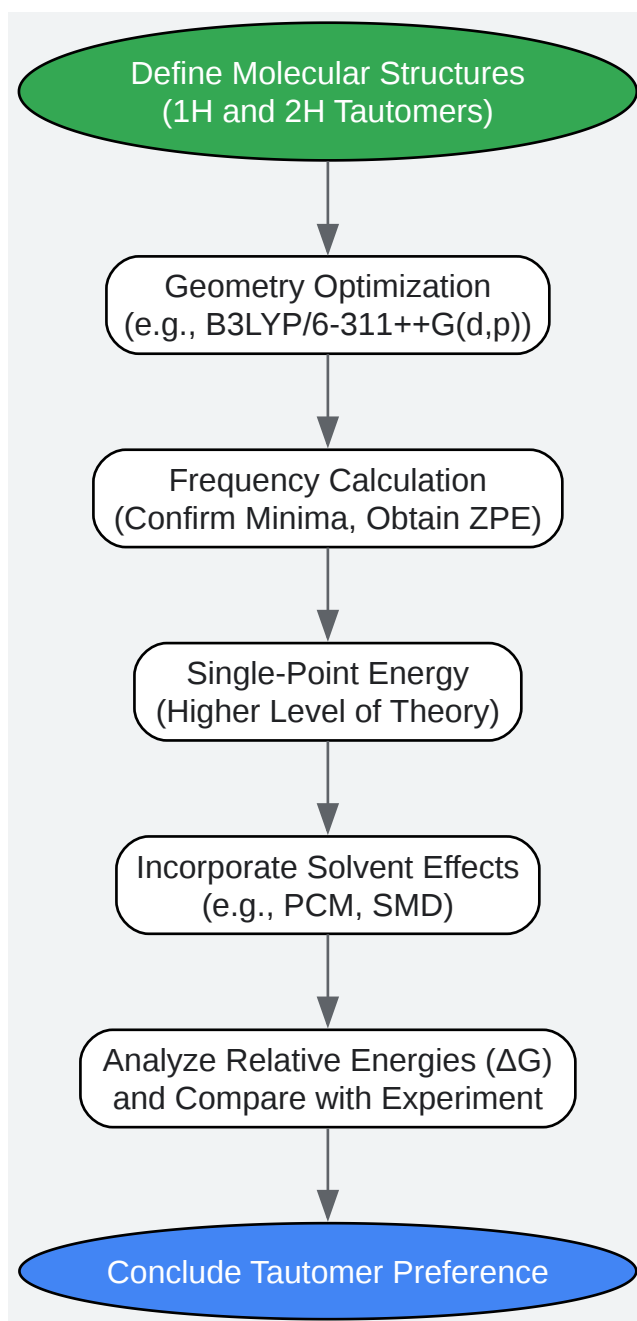 Define Molecular Structures
(1H and 2H Tautomers)
Geometry Optimization
(e.g., B3LYP/6-311++G(d,p))
Frequency Calculation
(Confirm Minima, Obtain ZPE)
Single-Point Energy
(Higher Level of Theory)
Incorporate Solvent Effects
(e.g., PCM, SMD)
Analyze Relative Energies (ΔG)
and Compare with Experiment
Conclude Tautomer Preference